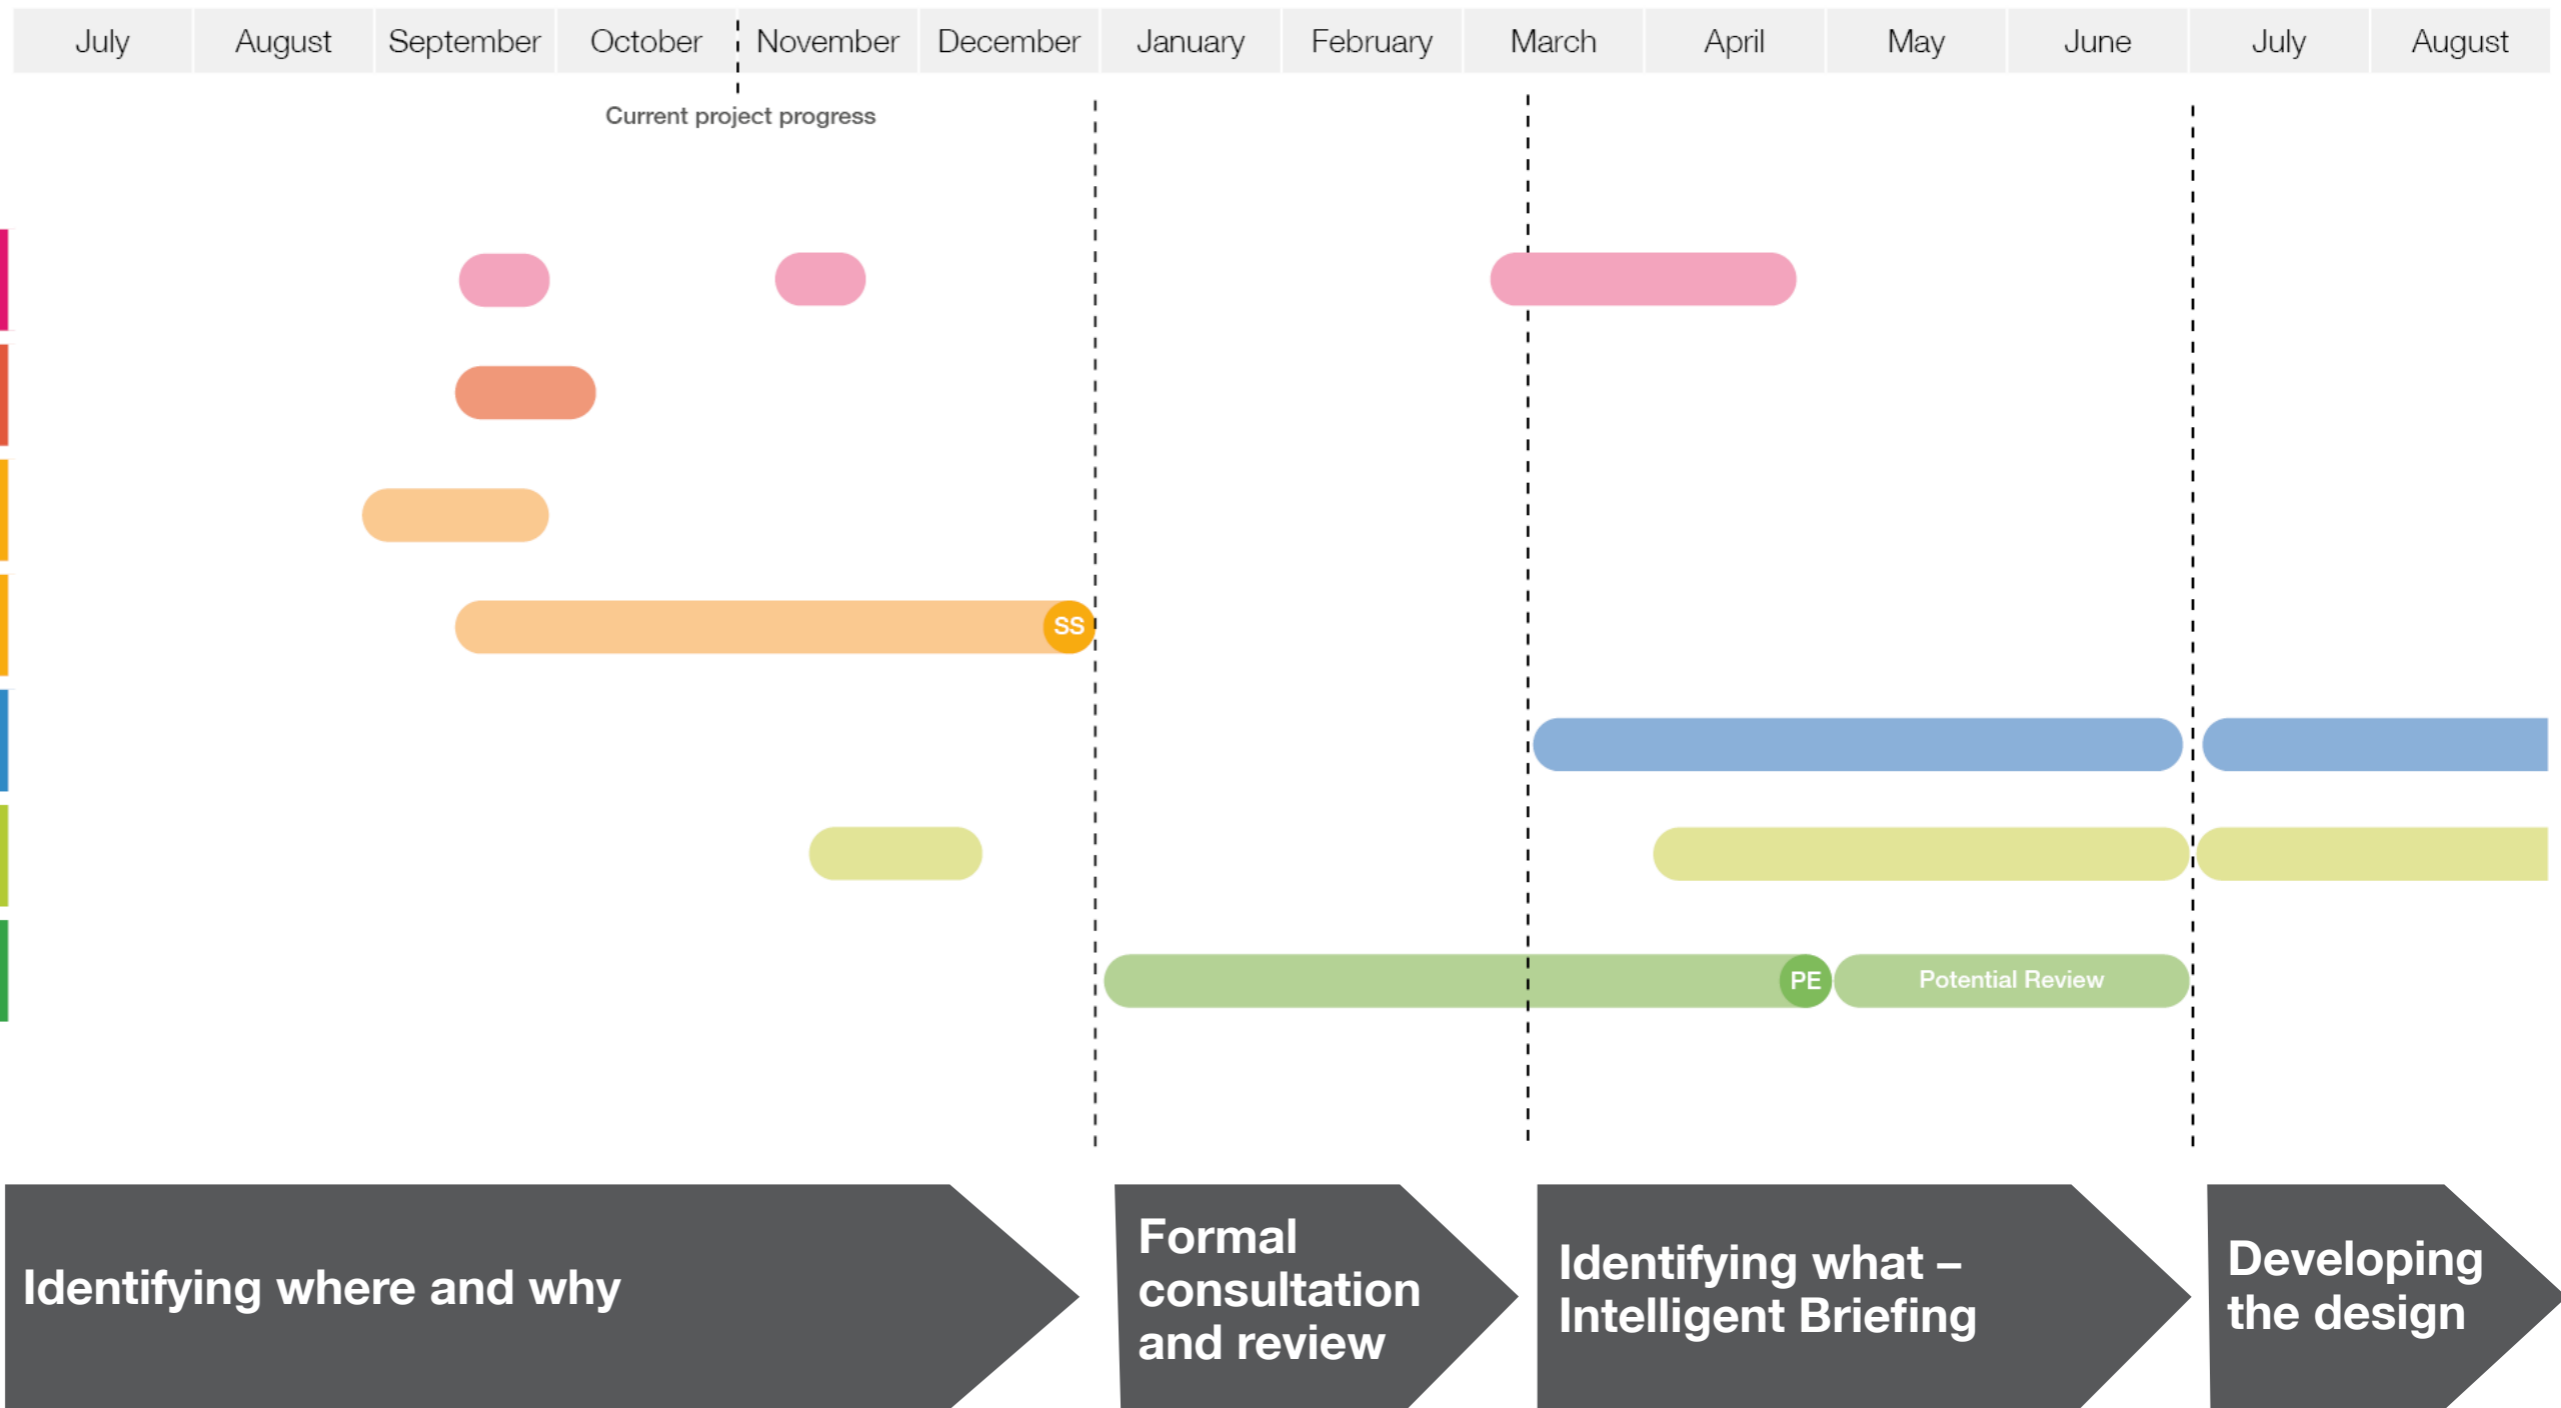 July August September October November December January February March April May June July August
Current project progress
SS
PE Potential Review
Identifying where and why
Formal
consultation
and review
Identifying what –
Intelligent Briefing
Developing
the design